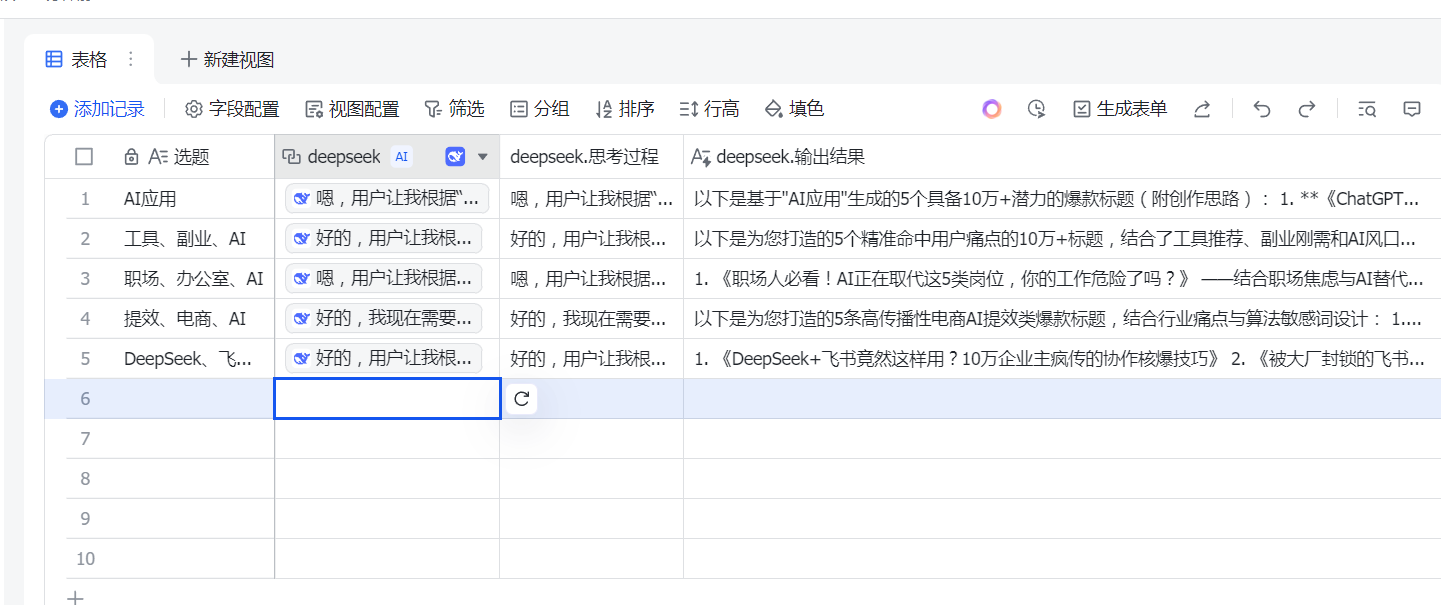 表格
新建视图
添加记录 字段配置 视图配置 筛选 分组 排序 行高 填色 生成表单
选题 deepseek AI deepseek.思考过程 deepseek.输出结果
1 AI应用 嗯，用户让我根据“... 嗯，用户让我根据“... 以下是基于"AI应用"生成的5个具备10万+潜力的爆款标题（附创作思路）： 1. **《ChatGPT...
2 工具、副业、AI 好的，用户让我根... 好的，用户让我根... 以下是为您打造的5个精准命中用户痛点的10万+标题，结合了工具推荐、副业刚需和AI风口...
3 职场、办公室、AI 嗯，用户让我根据... 嗯，用户让我根据... 1. 《职场人必看！AI正在取代这5类岗位，你的工作危险了吗？》 ——结合职场焦虑与AI替代...
4 提效、电商、AI 好的，我现在需要... 好的，我现在需要... 以下是为您打造的5条高传播性电商AI提效类爆款标题，结合行业痛点与算法敏感词设计： 1....
5 DeepSeek、飞... 好的，用户让我根... 好的，用户让我根... 1. 《DeepSeek+飞书竟然这样用？10万企业主疯传的协作核爆技巧》 2. 《被大厂封锁的飞书...
6
7
8
9
10